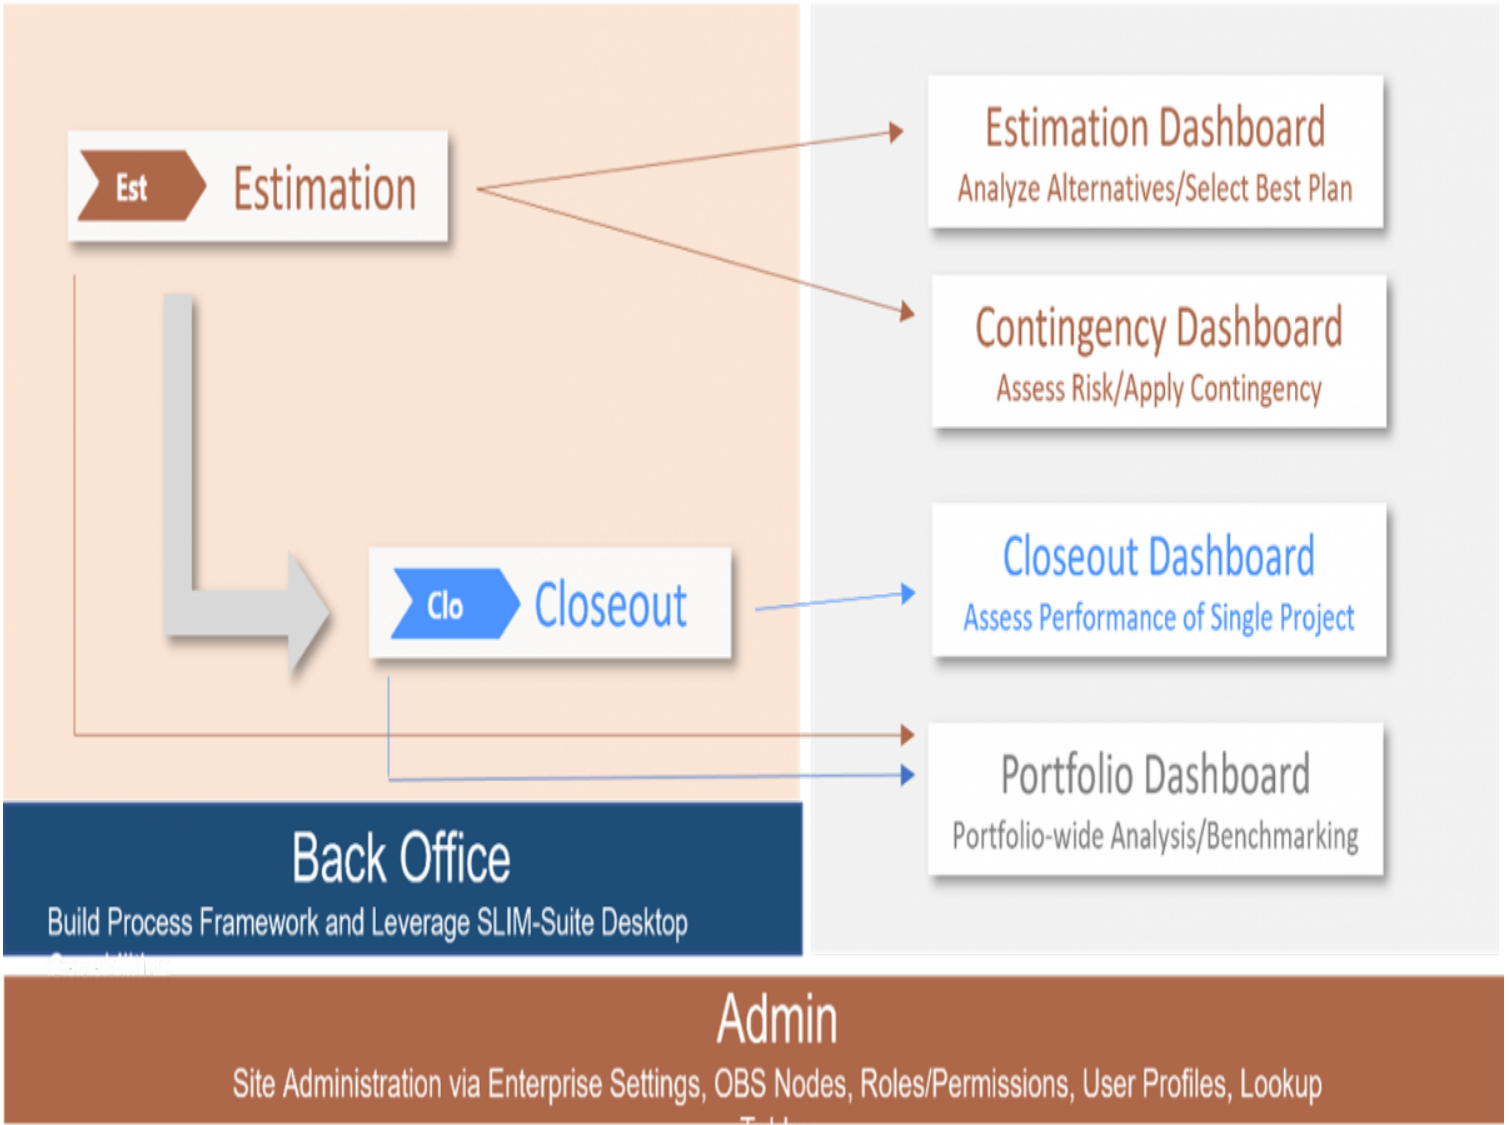 Est
Estimation
Estimation Dashboard
Analyze Alternatives/Select Best Plan
Contingency Dashboard
Assess Risk/Apply Contingency
Clo
Closeout
Closeout Dashboard
Assess Performance of Single Project
Portfolio Dashboard
Portfolio-wide Analysis/Benchmarking
Back Office
Build Process Framework and Leverage SLIM-Suite Desktop
Admin
Site Administration via Enterprise Settings, OBS Nodes, Roles/Permissions, User Profiles, Lookup